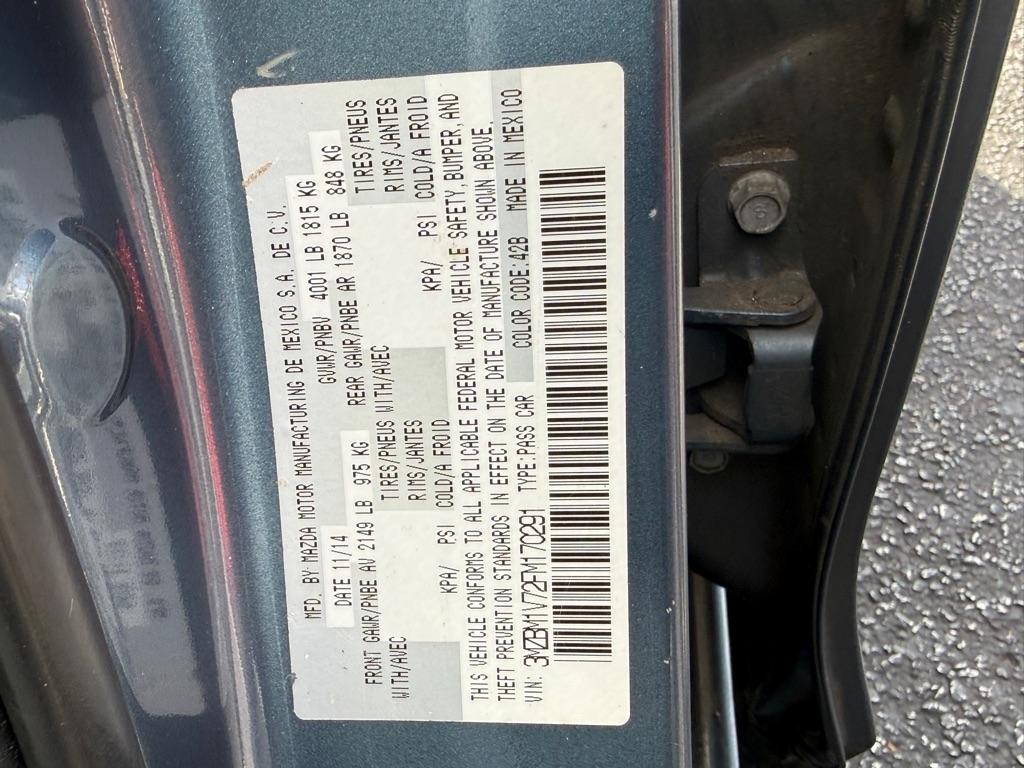 MFD. BY: MAZDA MOTOR MANUFACTURING DE MEXICO S.A. DE C.V.
DATE 11/14 GVWR/PNBV 4001 LB 1815 KG
FRONT GAWR/PNBE AV 2149 LB 975 KG REAR GAWR/PNBE AR 1870 LB 848 KG
WITH/AVEC TIRES/PNEUS WITH/AVEC TIRES/PNEUS
RIMS/JANTES RIMS/JANTES
KPA/ PSI COLD/A FROID KPA/ PSI COLD/A FROID
THIS VEHICLE CONFORMS TO ALL APPLICABLE FEDERAL MOTOR VEHICLE SAFETY, BUMPER, AND
THEFT PREVENTION STANDARDS IN EFFECT ON THE DATE OF MANUFACTURE SHOWN ABOVE.
VIN: 3MZBM1V72FM170291 TYPE:PASS CAR COLOR CODE:42B MADE IN MEXICO